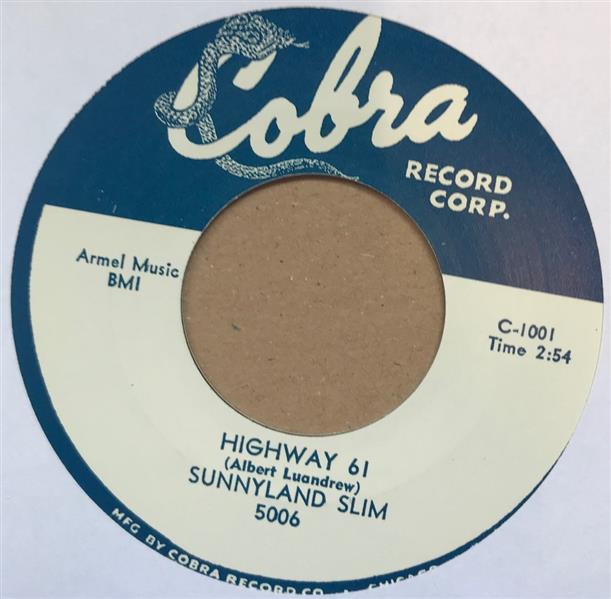 Cobra
RECORD
CORP.
Armel Music
BMI
C-1001
Time 2:54
HIGHWAY 61
(Albert Luandrew)
SUNNYLAND SLIM
5006
MFG BY COBRA RECORD CO. • CHICAGO